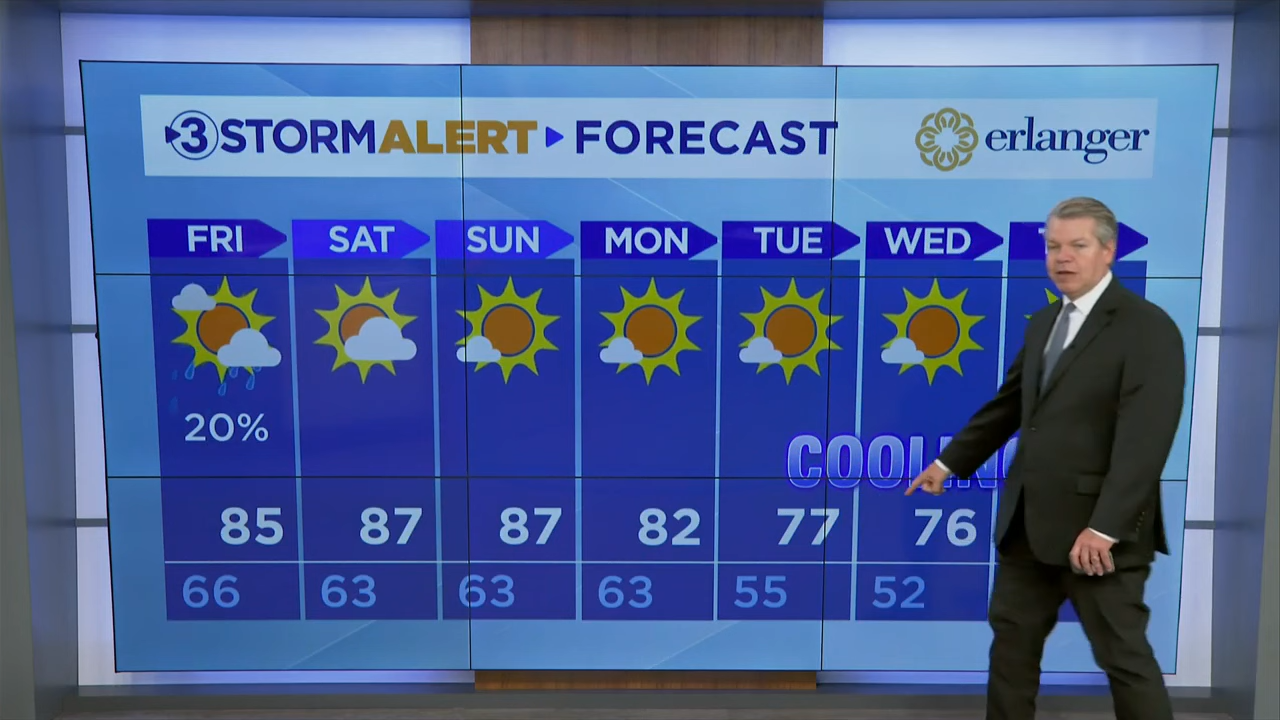 3 STORMALERT FORECAST erlanger
FRI SAT SUN MON TUE WED
20%
COOLIN
85 87 87 82 77 76
66 63 63 63 55 52